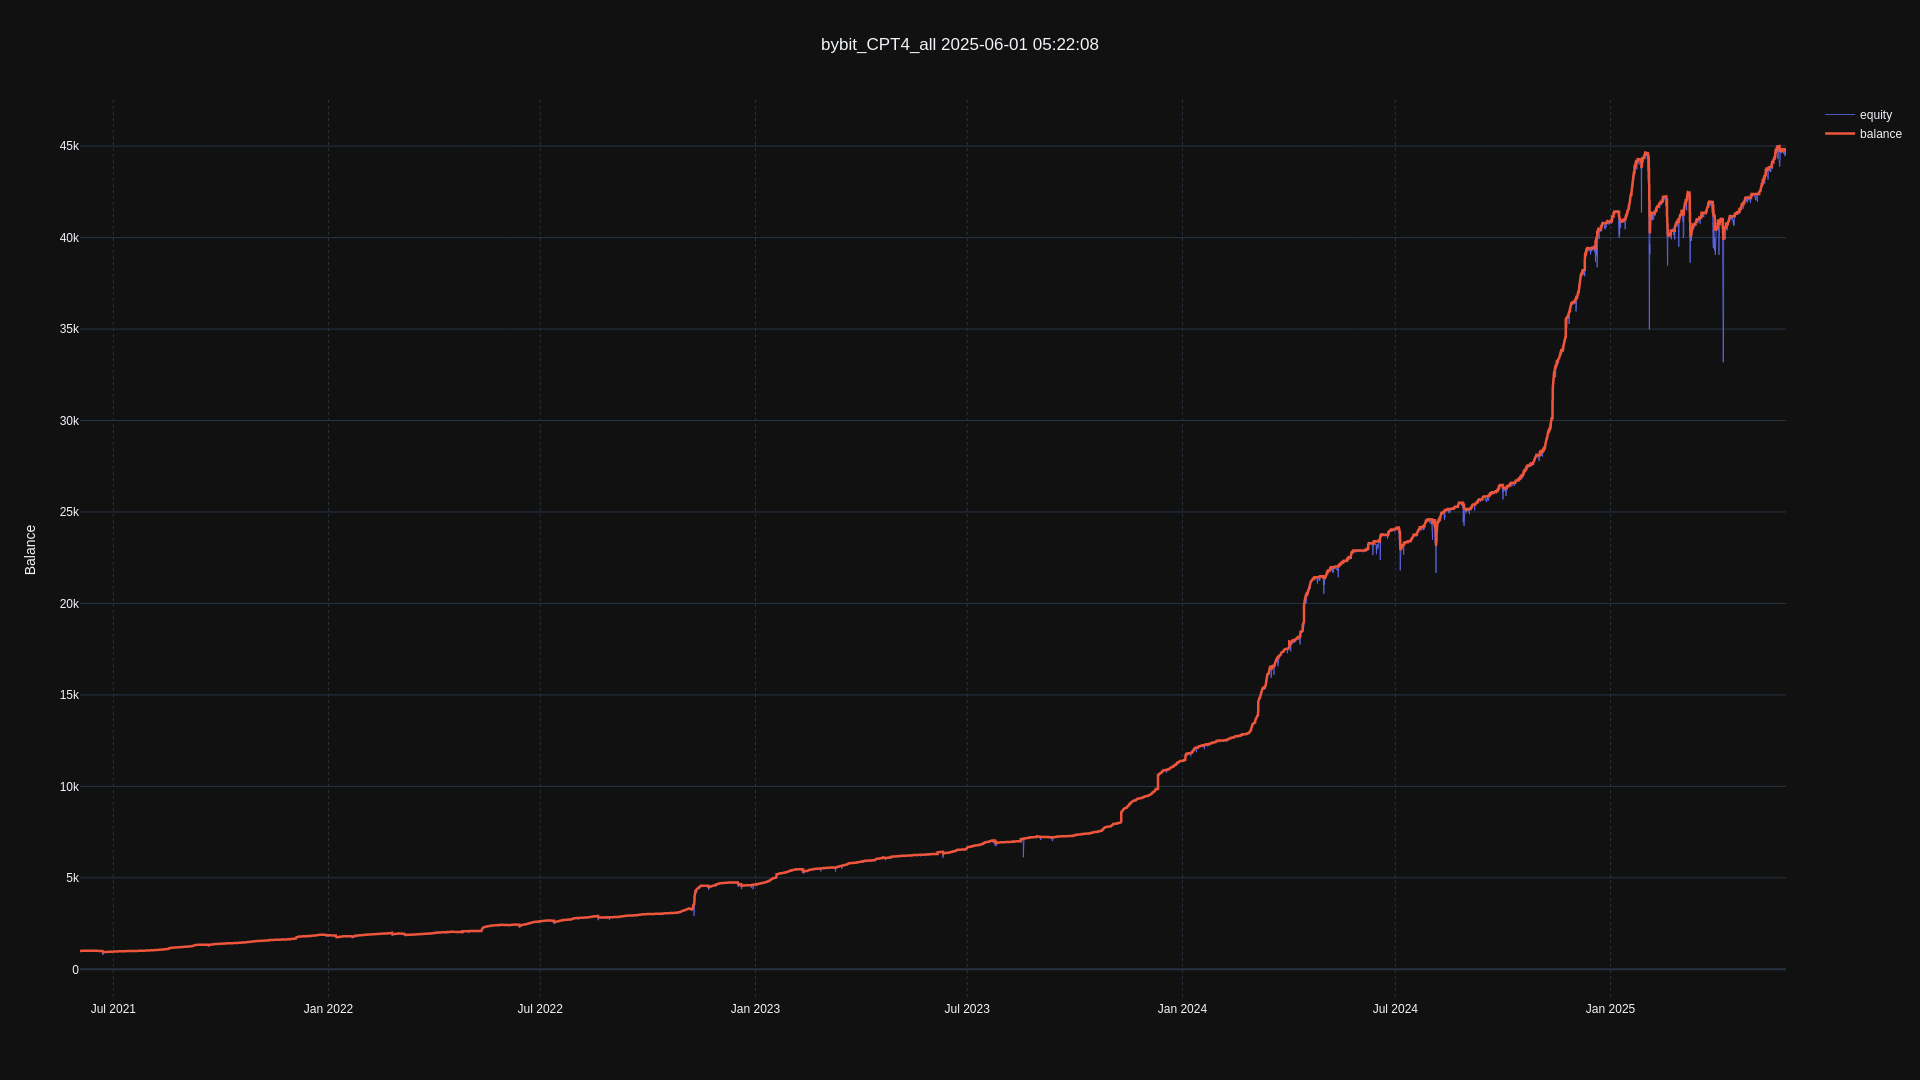 bybit_CPT4_all 2025-06-01 05:22:08
equity
balance
Balance
45k
40k
35k
30k
25k
20k
15k
10k
5k
0
Jul 2021
Jan 2022
Jul 2022
Jan 2023
Jul 2023
Jan 2024
Jul 2024
Jan 2025